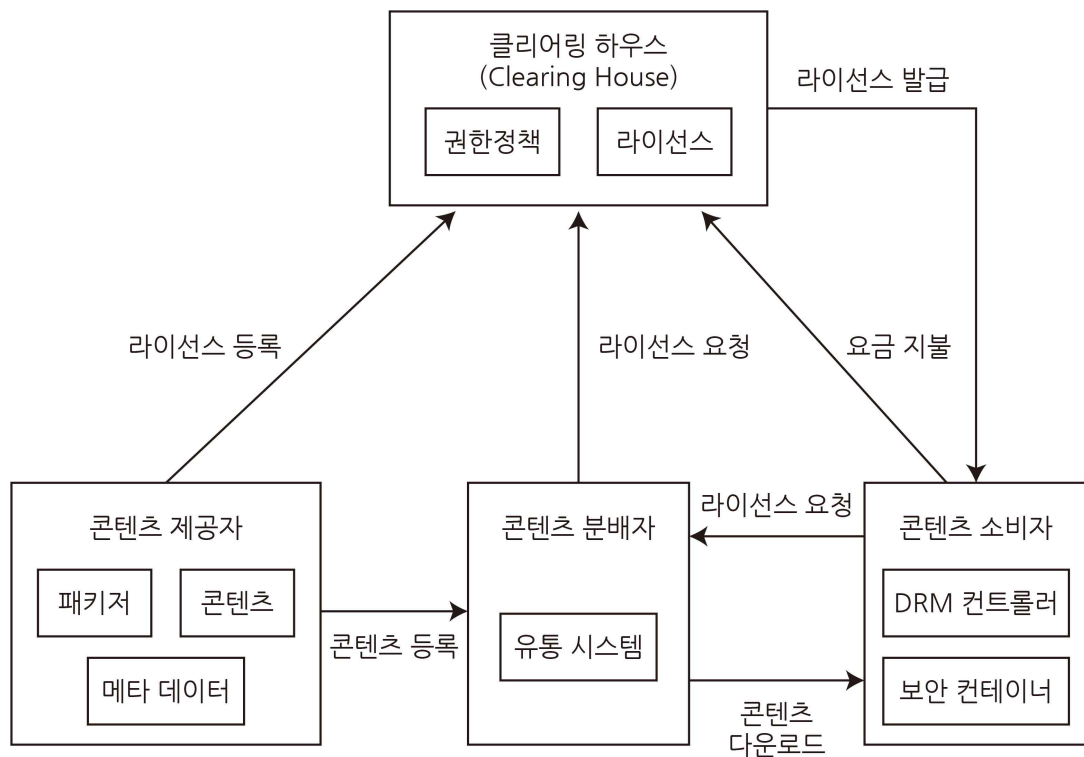 클리어링 하우스
(Clearing House)
권한정책
라이선스
라이선스 발급
라이선스 등록
라이선스 요청
요금 지불
콘텐츠 제공자
패키저
콘텐츠
메타 데이터
콘텐츠 등록
콘텐츠 분배자
유통 시스템
라이선스 요청
콘텐츠
다운로드
콘텐츠 소비자
DRM 컨트롤러
보안 컨테이너